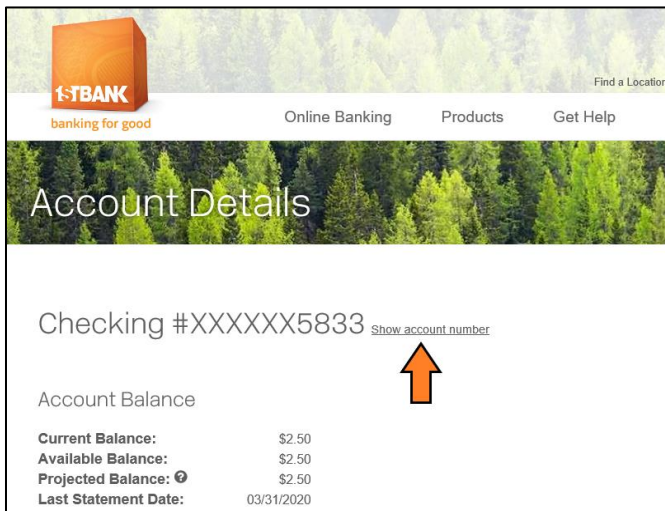 1STBANK
banking for good
Find a Location
Online Banking Products Get Help
Account Details
Checking #XXXXXX5833 Show account number
Account Balance
Current Balance: $2.50
Available Balance: $2.50
Projected Balance: ? $2.50
Last Statement Date: 03/31/2020